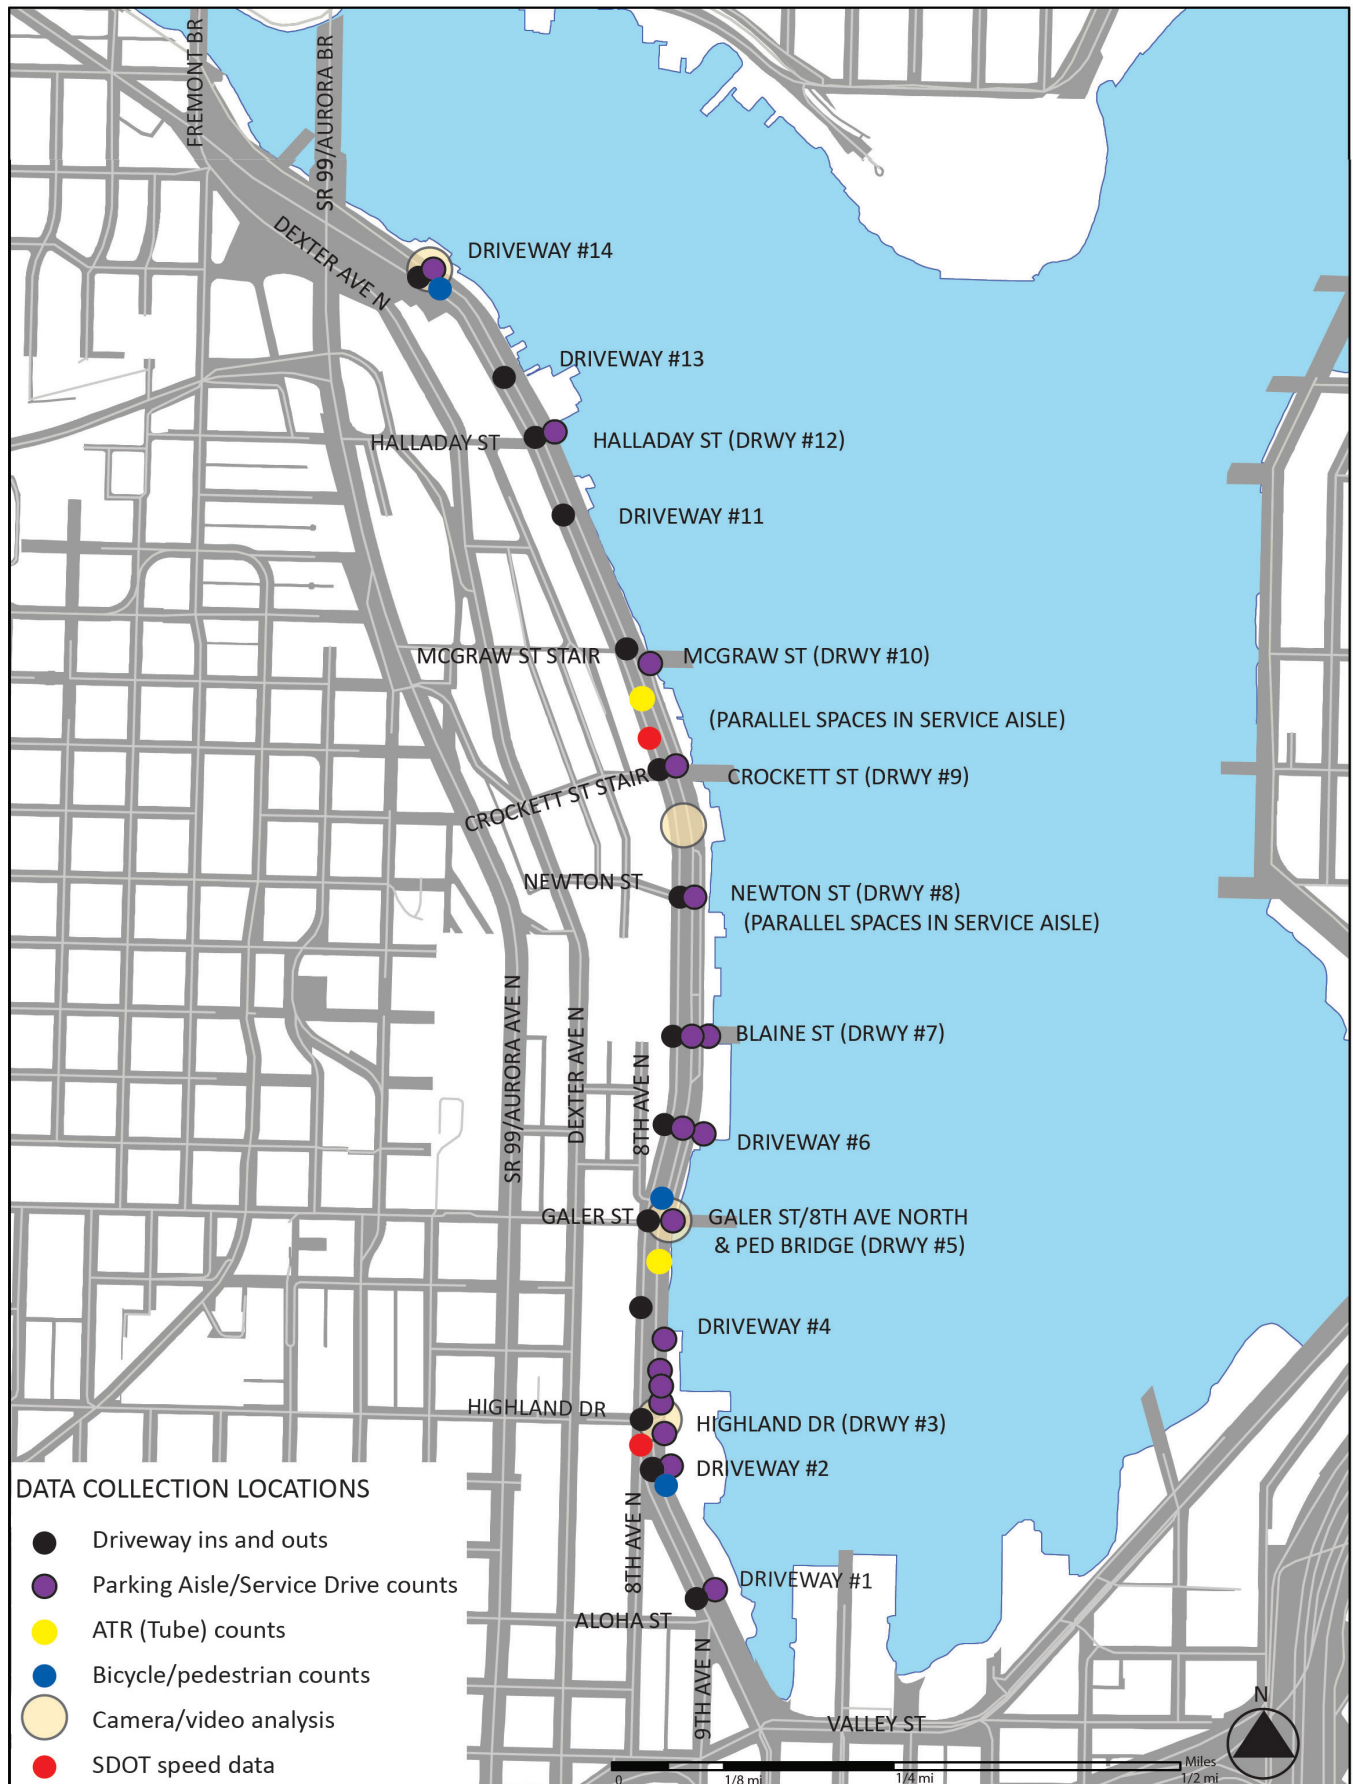 FREMONT BR
SR 99/AURORA BR
DEXTER AVE N
DRIVEWAY #14
DRIVEWAY #13
HALLADAY ST
HALLADAY ST (DRWY #12)
DRIVEWAY #11
MCGRAW ST STAIR
MCGRAW ST (DRWY #10)
(PARALLEL SPACES IN SERVICE AISLE)
CROCKETT ST STAIR
CROCKETT ST (DRWY #9)
NEWTON ST
NEWTON ST (DRWY #8)
(PARALLEL SPACES IN SERVICE AISLE)
SR 99/AURORA AVE N
DEXTER AVE N
8TH AVE N
BLAINE ST (DRWY #7)
DRIVEWAY #6
GALER ST
GALER ST/8TH AVE NORTH
& PED BRIDGE (DRWY #5)
DRIVEWAY #4
HIGHLAND DR
HIGHLAND DR (DRWY #3)
DRIVEWAY #2
8TH AVE N
DRIVEWAY #1
ALOHA ST
9TH AVE N
VALLEY ST
DATA COLLECTION LOCATIONS
Driveway ins and outs
Parking Aisle/Service Drive counts
ATR (Tube) counts
Bicycle/pedestrian counts
Camera/video analysis
SDOT speed data
N
Miles
0 1/8 mi 1/4 mi 1/2 mi